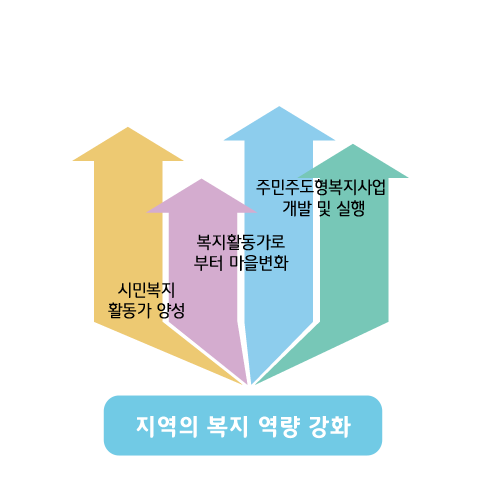 주민주도형복지사업
개발 및 실행
복지활동가로
부터 마을변화
시민복지
활동가 양성
지역의 복지 역량 강화